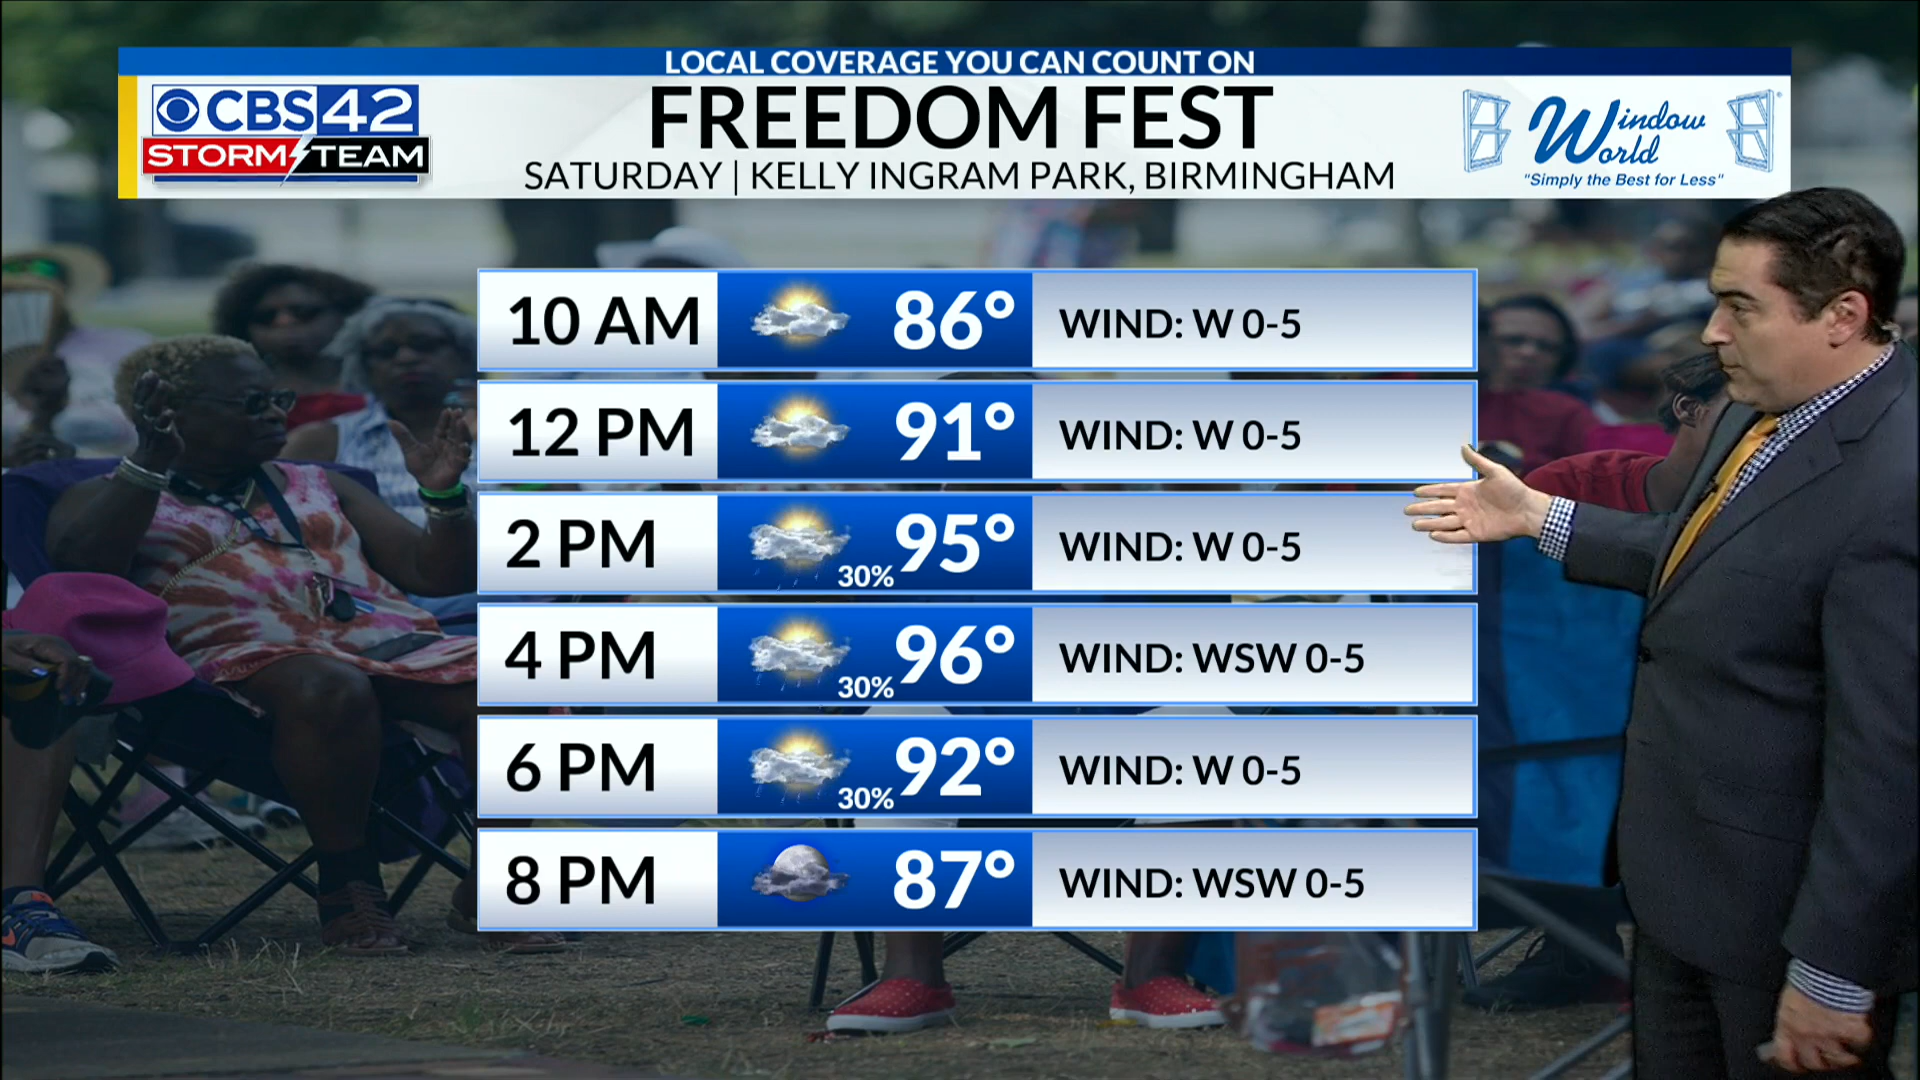 LOCAL COVERAGE YOU CAN COUNT ON
CBS 42
STORM TEAM
FREEDOM FEST
SATURDAY | KELLY INGRAM PARK, BIRMINGHAM
Window
World
"Simply the Best for Less"
10 AM 86° WIND: W 0-5
12 PM 91° WIND: W 0-5
2 PM 30% 95° WIND: W 0-5
4 PM 30% 96° WIND: WSW 0-5
6 PM 30% 92° WIND: W 0-5
8 PM 87° WIND: WSW 0-5